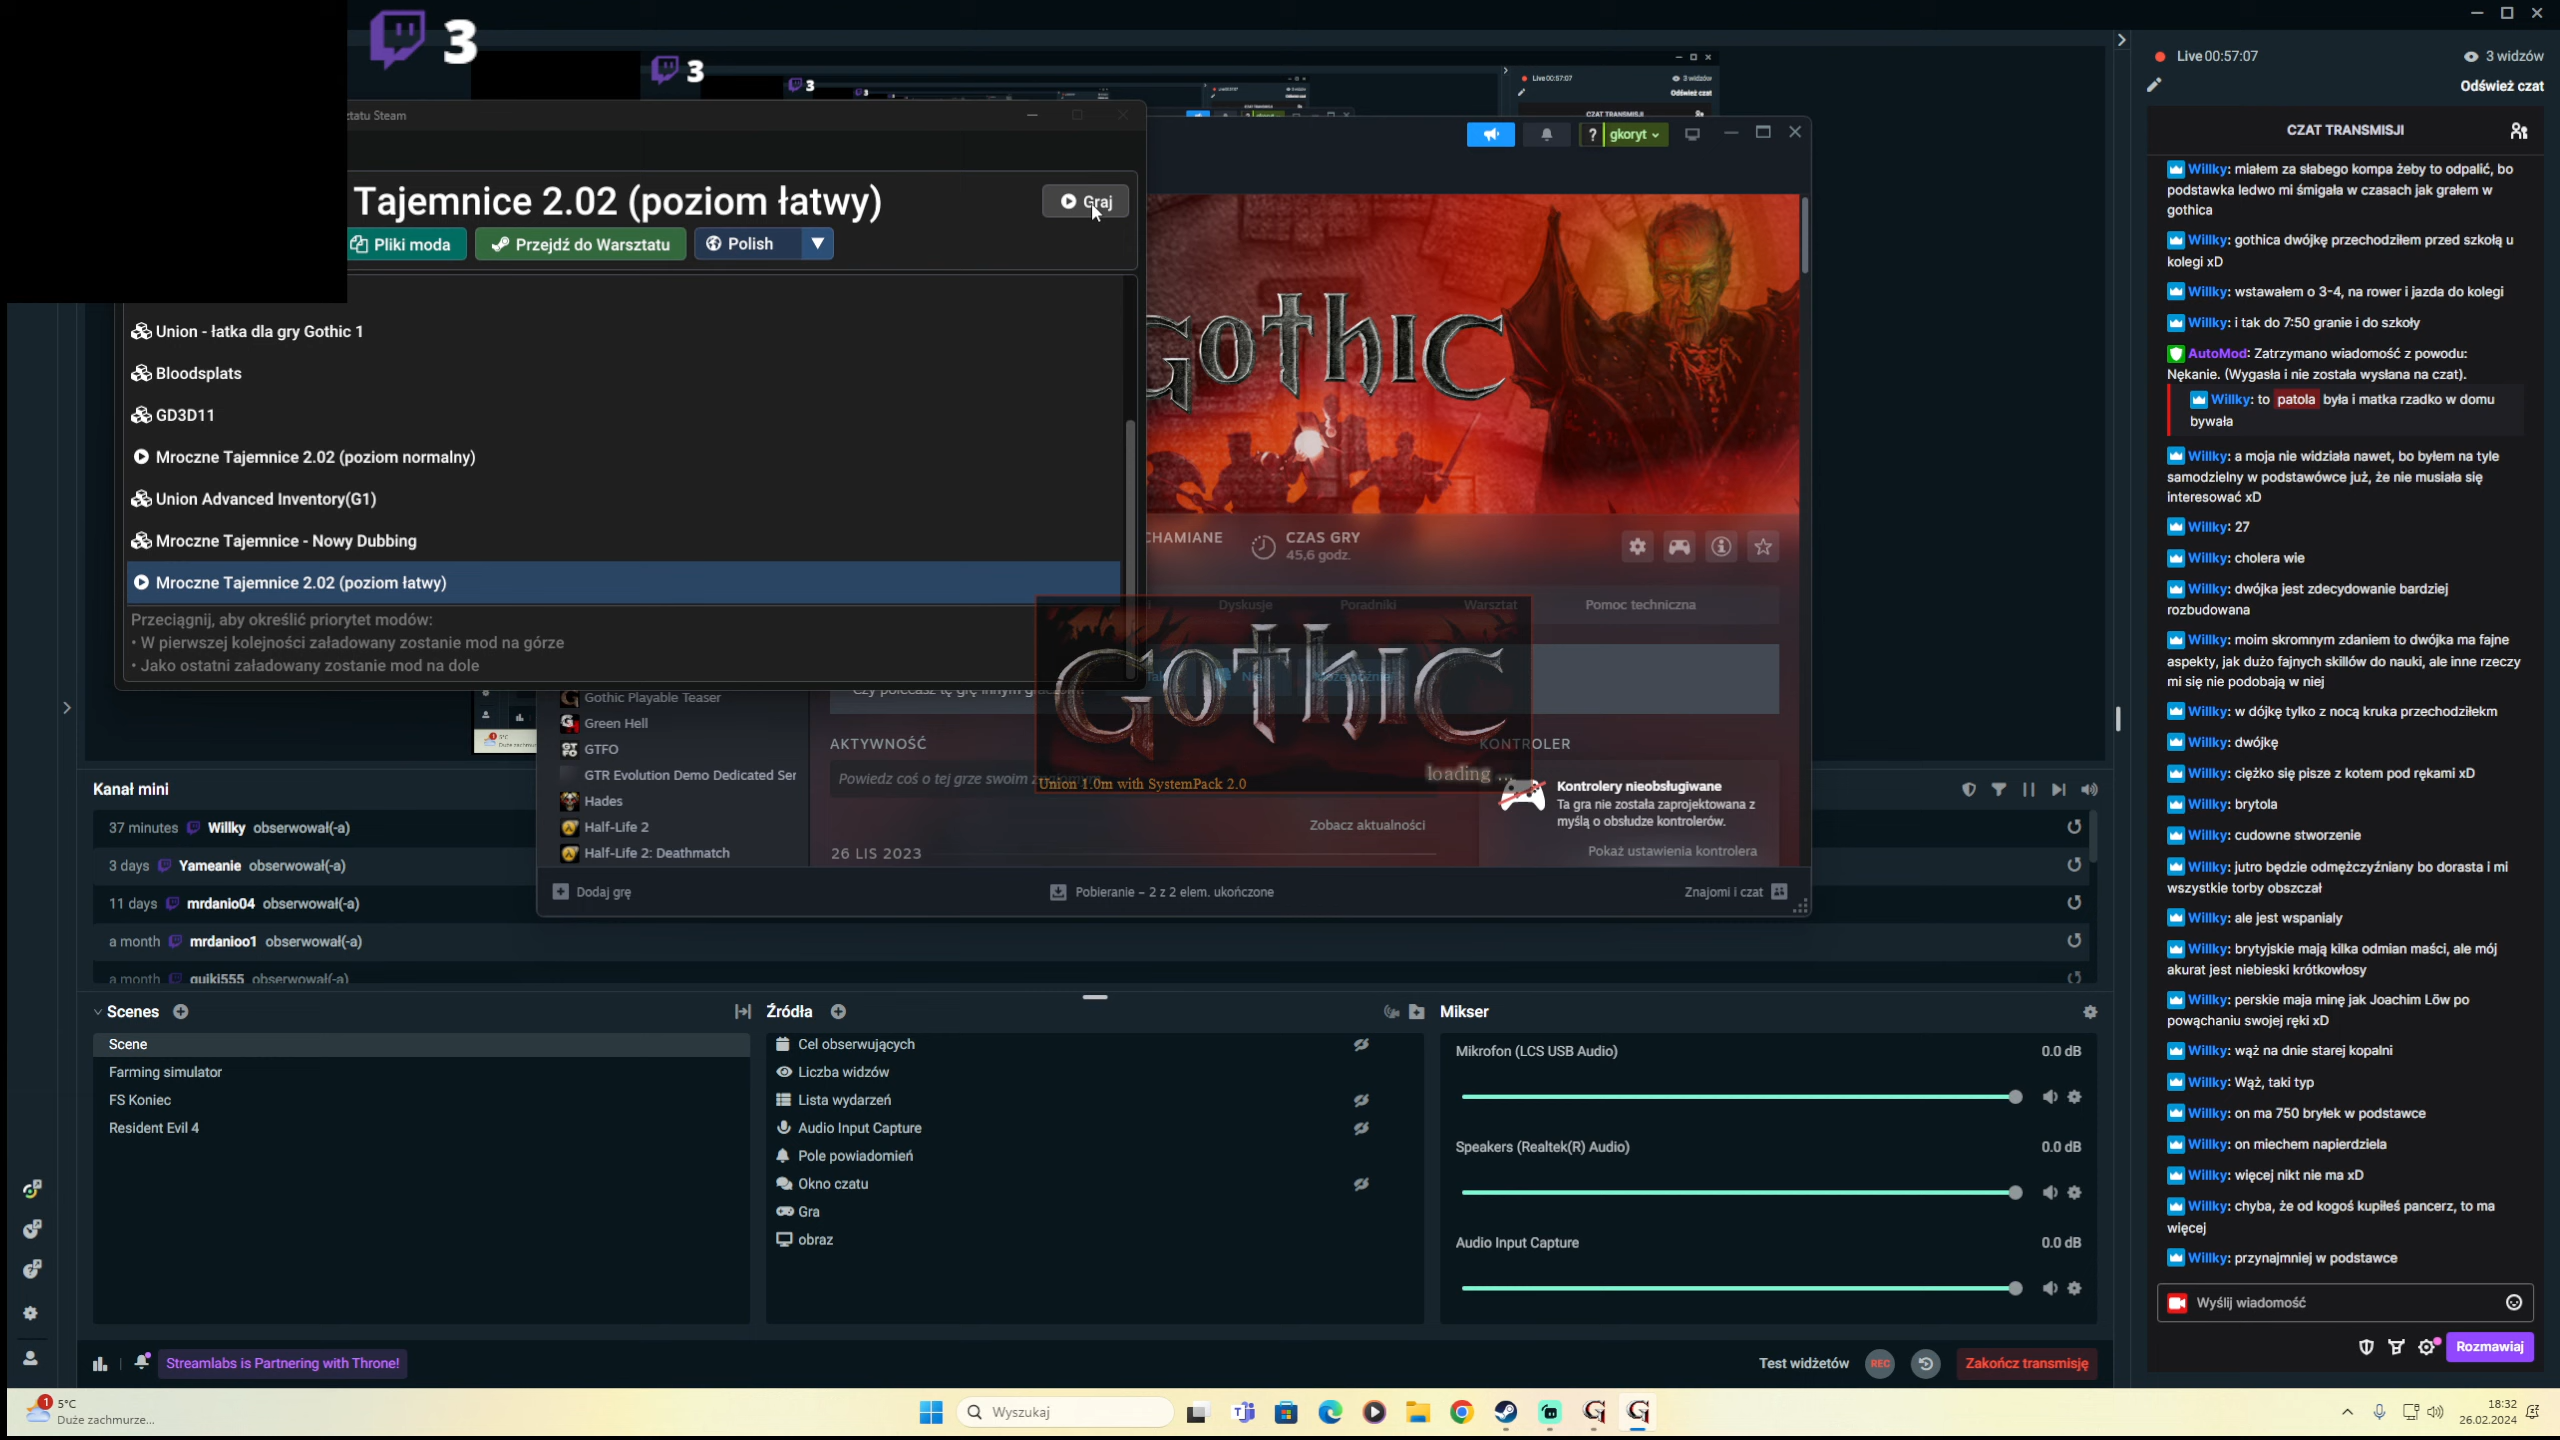 3
3
3
3
Live 00:57:07
3 widzów
Odśwież czat
CZAT TRANSMISJI
Live 00:57:07
3 widzów
Odśwież czat
CZAT TRANSMISJI
ztatu Steam
? gkoryt
Tajemnice 2.02 (poziom łatwy)
Graj
Pliki moda
Przejdź do Warsztatu
Polish
Union - łatka dla gry Gothic 1
Bloodsplats
GD3D11
Mroczne Tajemnice 2.02 (poziom normalny)
Union Advanced Inventory(G1)
Mroczne Tajemnice - Nowy Dubbing
Mroczne Tajemnice 2.02 (poziom łatwy)
Przeciągnij, aby określić priorytet modów:
• W pierwszej kolejności załadowany zostanie mod na górze
• Jako ostatni załadowany zostanie mod na dole
GOTHIC
CHAMIANE
CZAS GRY
45,6 godz.
Dyskusje
Poradniki
Warsztat
Pomoc techniczna
GOTHIC
loading ...
Union 1.0m with SystemPack 2.0
Gothic Playable Teaser
Green Hell
GTFO
GTR Evolution Demo Dedicated Ser
Hades
Half-Life 2
Half-Life 2: Deathmatch
AKTYWNOŚĆ
Powiedz coś o tej grze swoim
Zobacz aktualności
26 LIS 2023
KONTROLER
Kontrolery nieobsługiwane
Ta gra nie została zaprojektowana z
myślą o obsłudze kontrolerów.
Pokaż ustawienia kontrolera
Dodaj grę
Pobieranie – 2 z 2 elem. ukończone
Znajomi i czat
Kanał mini
37 minutes Willky obserwował(-a)
3 days Yameanie obserwował(-a)
11 days mrdanio04 obserwował(-a)
a month mrdanioo1 obserwował(-a)
a month quiki555 obserwował(-a)
Scenes
Scene
Farming simulator
FS Koniec
Resident Evil 4
Źródła
Cel obserwujących
Liczba widzów
Lista wydarzeń
Audio Input Capture
Pole powiadomień
Okno czatu
Gra
obraz
Mikser
Mikrofon (LCS USB Audio)
0.0 dB
Speakers (Realtek(R) Audio)
0.0 dB
Audio Input Capture
0.0 dB
Streamlabs is Partnering with Throne!
Test widżetów
REC
Zakończ transmisję
Willky: miałem za słabego kompa żeby to odpalić, bo
podstawka ledwo mi śmigała w czasach jak grałem w
gothica
Willky: gothica dwójkę przechodziłem przed szkołą u
kolegi xD
Willky: wstawałem o 3-4, na rower i jazda do kolegi
Willky: i tak do 7:50 granie i do szkoły
AutoMod: Zatrzymano wiadomość z powodu:
Nękanie. (Wygasła i nie została wysłana na czat).
Willky: to patola była i matka rzadko w domu
bywała
Willky: a moja nie widziała nawet, bo byłem na tyle
samodzielny w podstawówce już, że nie musiała się
interesować xD
Willky: 27
Willky: cholera wie
Willky: dwójka jest zdecydowanie bardziej
rozbudowana
Willky: moim skromnym zdaniem to dwójka ma fajne
aspekty, jak dużo fajnych skillów do nauki, ale inne rzeczy
mi się nie podobają w niej
Willky: w dójkę tylko z nocą kruka przechodziłekm
Willky: dwójkę
Willky: ciężko się pisze z kotem pod rękami xD
Willky: brytola
Willky: cudowne stworzenie
Willky: jutro będzie odmężczyźniany bo dorasta i mi
wszystkie torby obszczał
Willky: ale jest wspanialy
Willky: brytyjskie mają kilka odmian maści, ale mój
akurat jest niebieski krótkowłosy
Willky: perskie maja minę jak Joachim Löw po
powąchaniu swojej ręki xD
Willky: wąż na dnie starej kopalni
Willky: Wąż, taki typ
Willky: on ma 750 bryłek w podstawce
Willky: on miechem napierdziela
Willky: więcej nikt nie ma xD
Willky: chyba, że od kogoś kupiłeś pancerz, to ma
więcej
Willky: przynajmniej w podstawce
Wyślij wiadomość
Rozmawiaj
1
5°C
Duże zachmurze...
Wyszukaj
18:32
26.02.2024